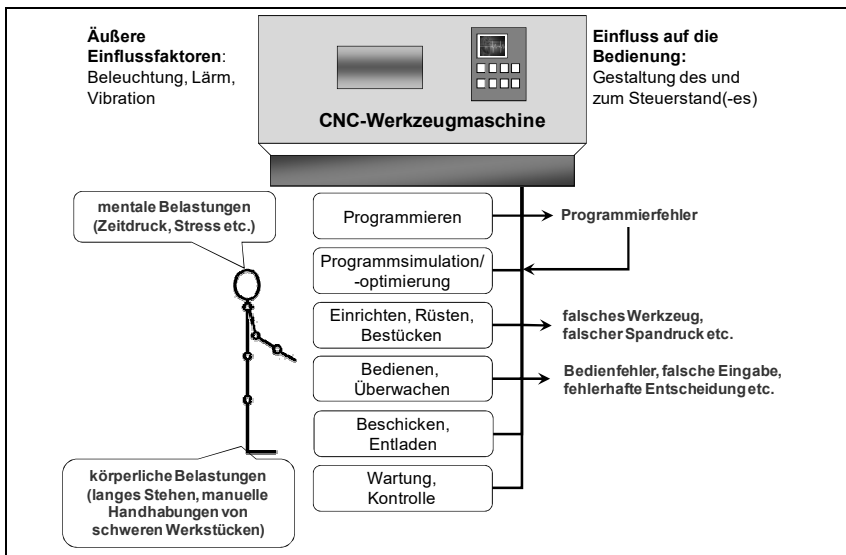 Äußere
Einflussfaktoren:
Beleuchtung, Lärm,
Vibration
CNC-Werkzeugmaschine
Einfluss auf die
Bedienung:
Gestaltung des und
zum Steuerstand(-es)
mentale Belastungen
(Zeitdruck, Stress etc.)
Programmieren
Programmierfehler
Programmsimulation/
-optimierung
Einrichten, Rüsten,
Bestücken
falsches Werkzeug,
falscher Spandruck etc.
Bedienen,
Überwachen
Bedienfehler, falsche Eingabe,
fehlerhafte Entscheidung etc.
Beschicken,
Entladen
körperliche Belastungen
(langes Stehen, manuelle
Handhabungen von
schweren Werkstücken)
Wartung,
Kontrolle